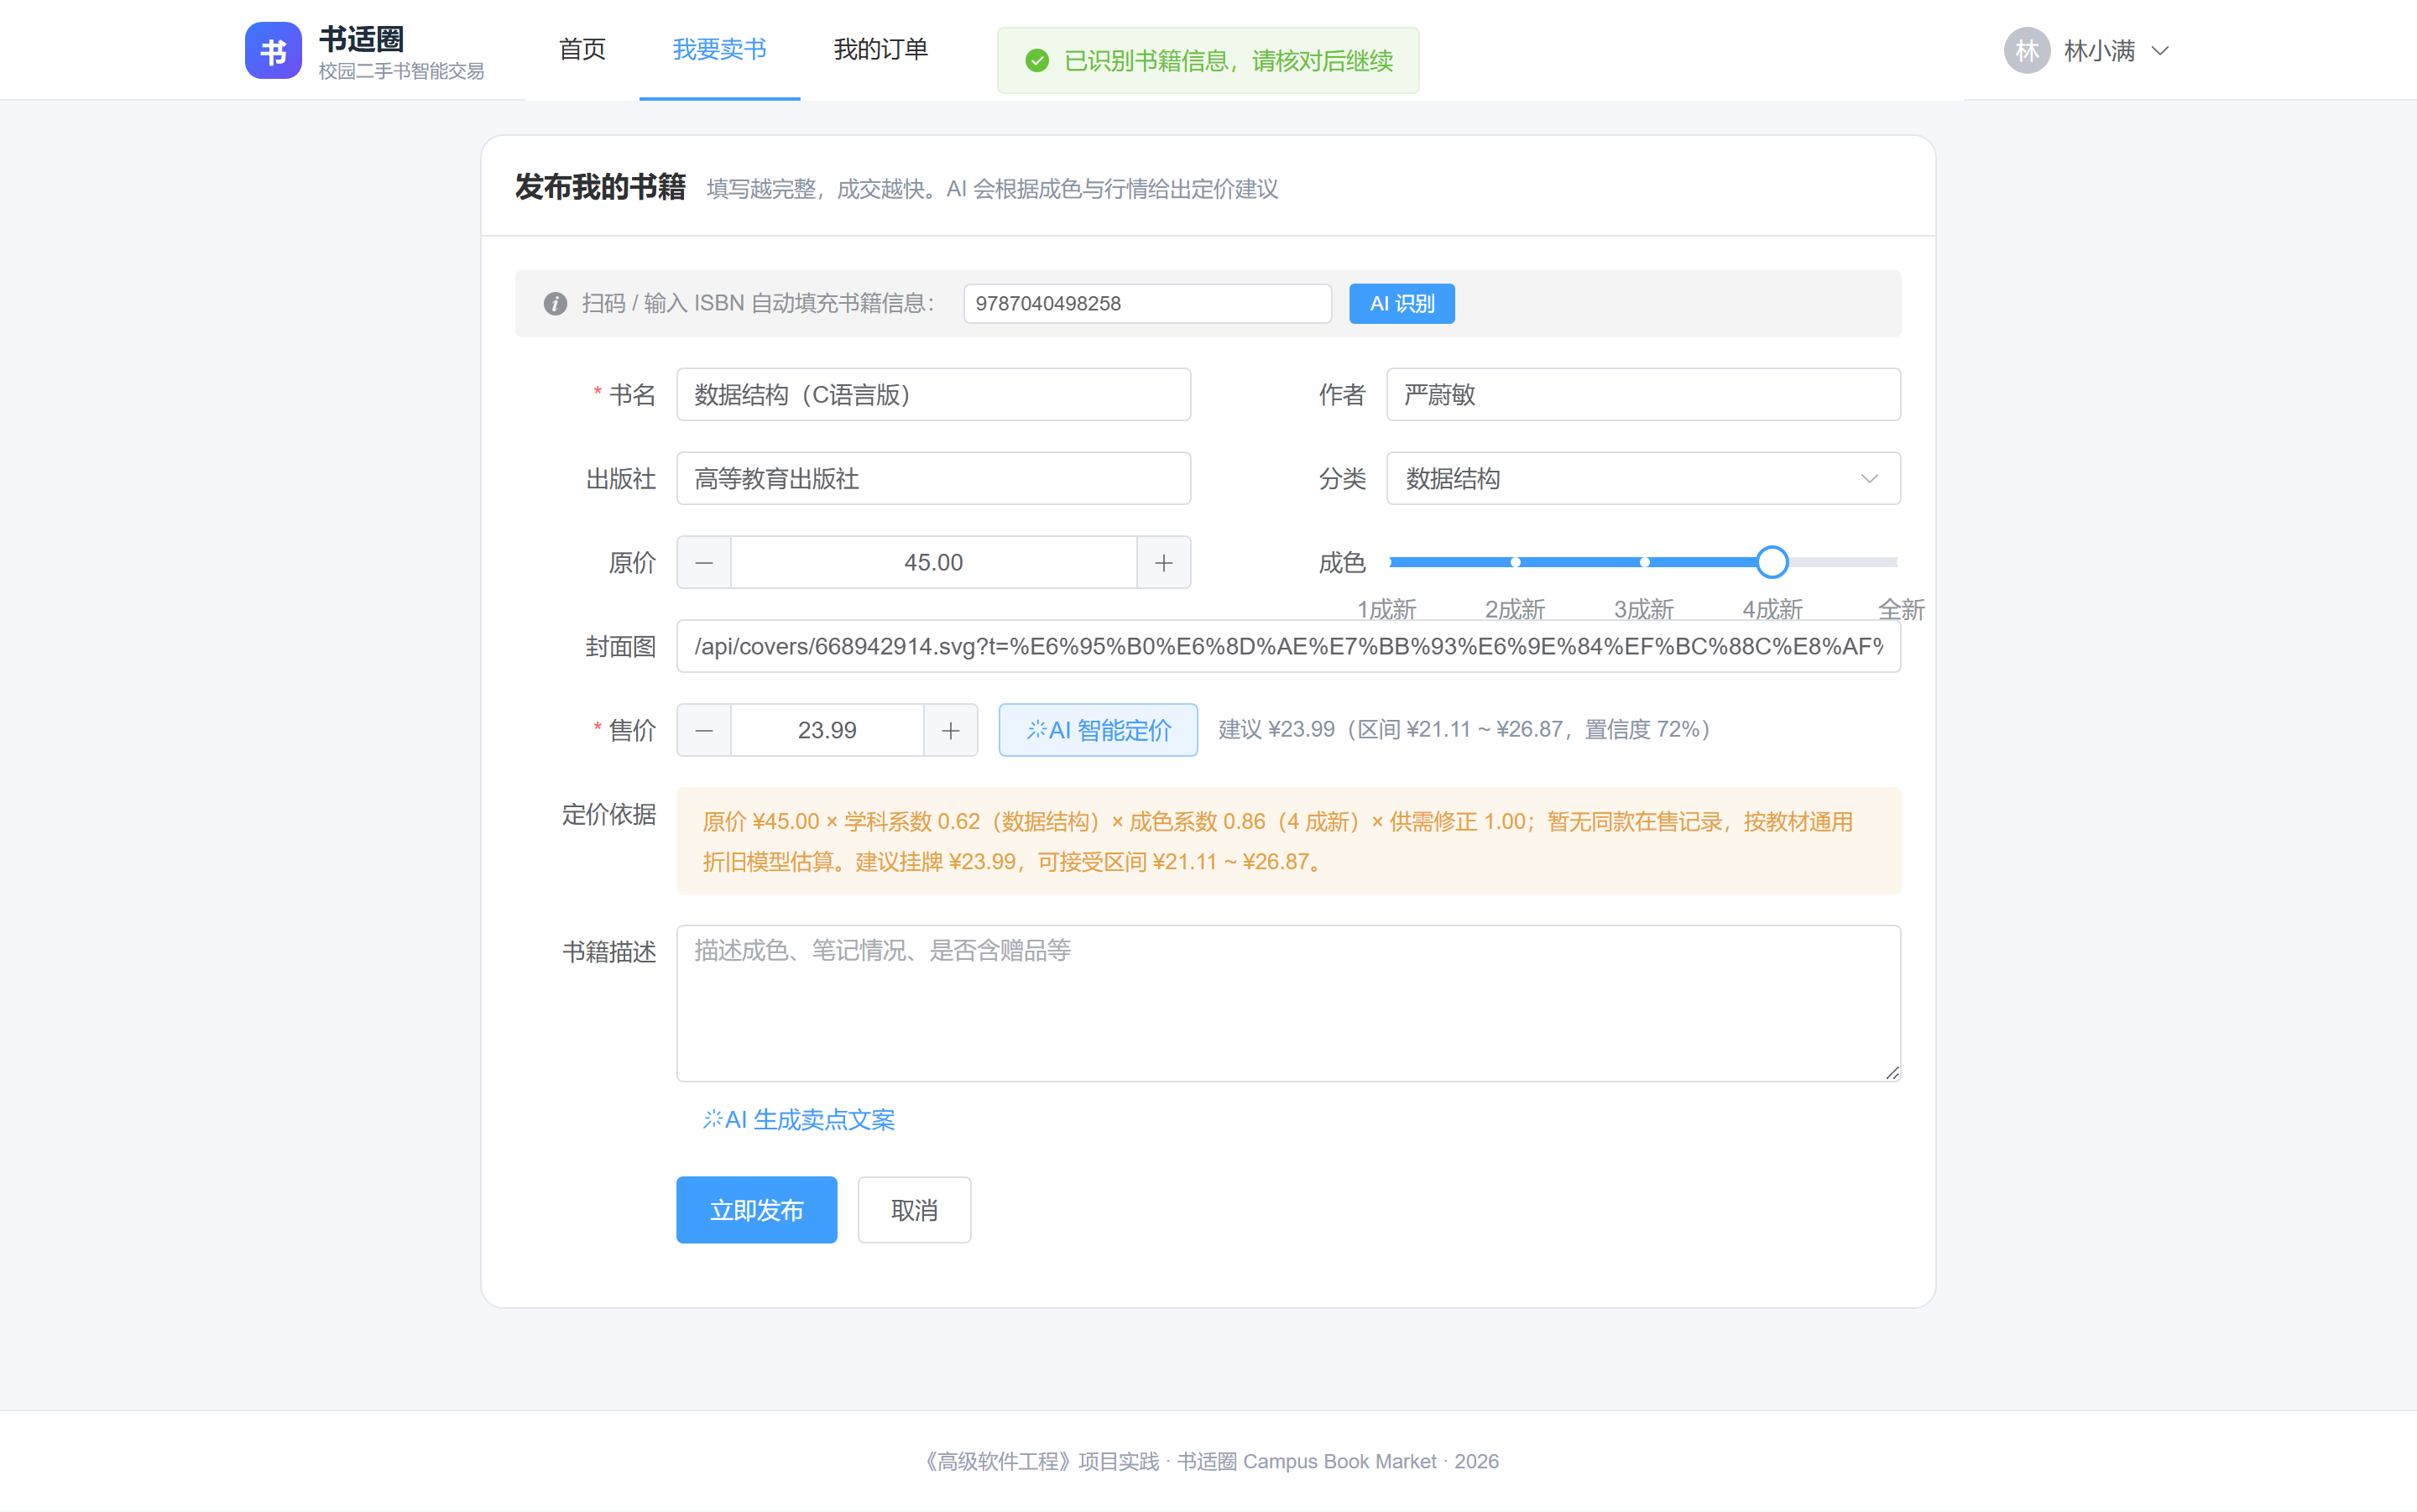 书
书适圈
校园二手书智能交易
首页
我要卖书
我的订单
已识别书籍信息，请核对后继续
林
林小满
发布我的书籍
填写越完整，成交越快。AI 会根据成色与行情给出定价建议
扫码 / 输入 ISBN 自动填充书籍信息：
9787040498258
AI 识别
* 书名
数据结构（C语言版）
作者
严蔚敏
出版社
高等教育出版社
分类
数据结构
原价
45.00
成色
1成新
2成新
3成新
4成新
全新
封面图
/api/covers/668942914.svg?t=%E6%95%B0%E6%8D%AE%E7%BB%93%E6%9E%84%EF%BC%88C%E8%AF%
* 售价
23.99
AI 智能定价
建议 ¥23.99（区间 ¥21.11 ~ ¥26.87，置信度 72%）
定价依据
原价 ¥45.00 × 学科系数 0.62（数据结构）× 成色系数 0.86（4 成新）× 供需修正 1.00；暂无同款在售记录，按教材通用
折旧模型估算。建议挂牌 ¥23.99，可接受区间 ¥21.11 ~ ¥26.87。
书籍描述
描述成色、笔记情况、是否含赠品等
AI 生成卖点文案
立即发布
取消
《高级软件工程》项目实践 · 书适圈 Campus Book Market · 2026